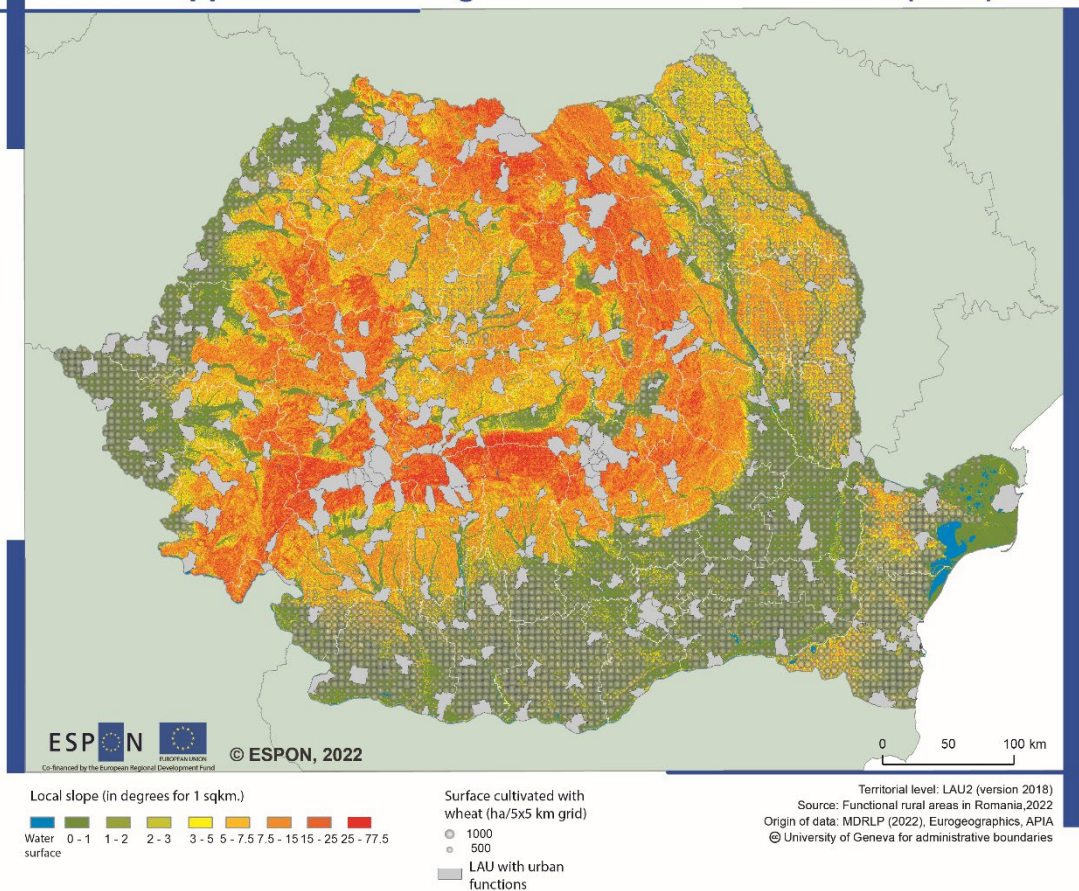 ESPON
EUROPEAN UNION
Co-financed by the European Regional Development Fund
© ESPON, 2022
0 50 100 km
Local slope (in degrees for 1 sqkm.)
Water surface
0 - 1 1 - 2 2 - 3 3 - 5 5 - 7.5 7.5 - 15 15 - 25 25 - 77.5
Surface cultivated with
wheat (ha/5x5 km grid)
1000
500
LAU with urban
functions
Territorial level: LAU2 (version 2018)
Source: Functional rural areas in Romania,2022
Origin of data: MDRLP (2022), Eurogeographics, APIA
© University of Geneva for administrative boundaries